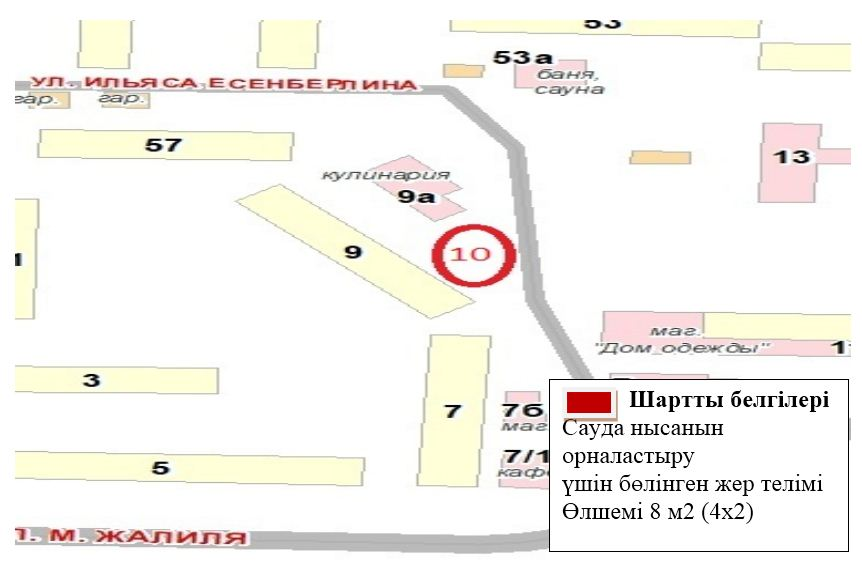 53
53а
баня,
сауна
УЛ. ИЛЬЯСА ЕСЕНБЕРЛИНА
гар.
гар.
57
13
кулинария
9а
9
10
маг.
"Дом одежды"
3
7
7б
маг
5
7/1
кафе
Л. М. ЖАЛИЛЯ
Шартты белгілері
Сауда нысанын
орналастыру
үшін бөлінген жер телімі
Өлшемі 8 м2 (4х2)